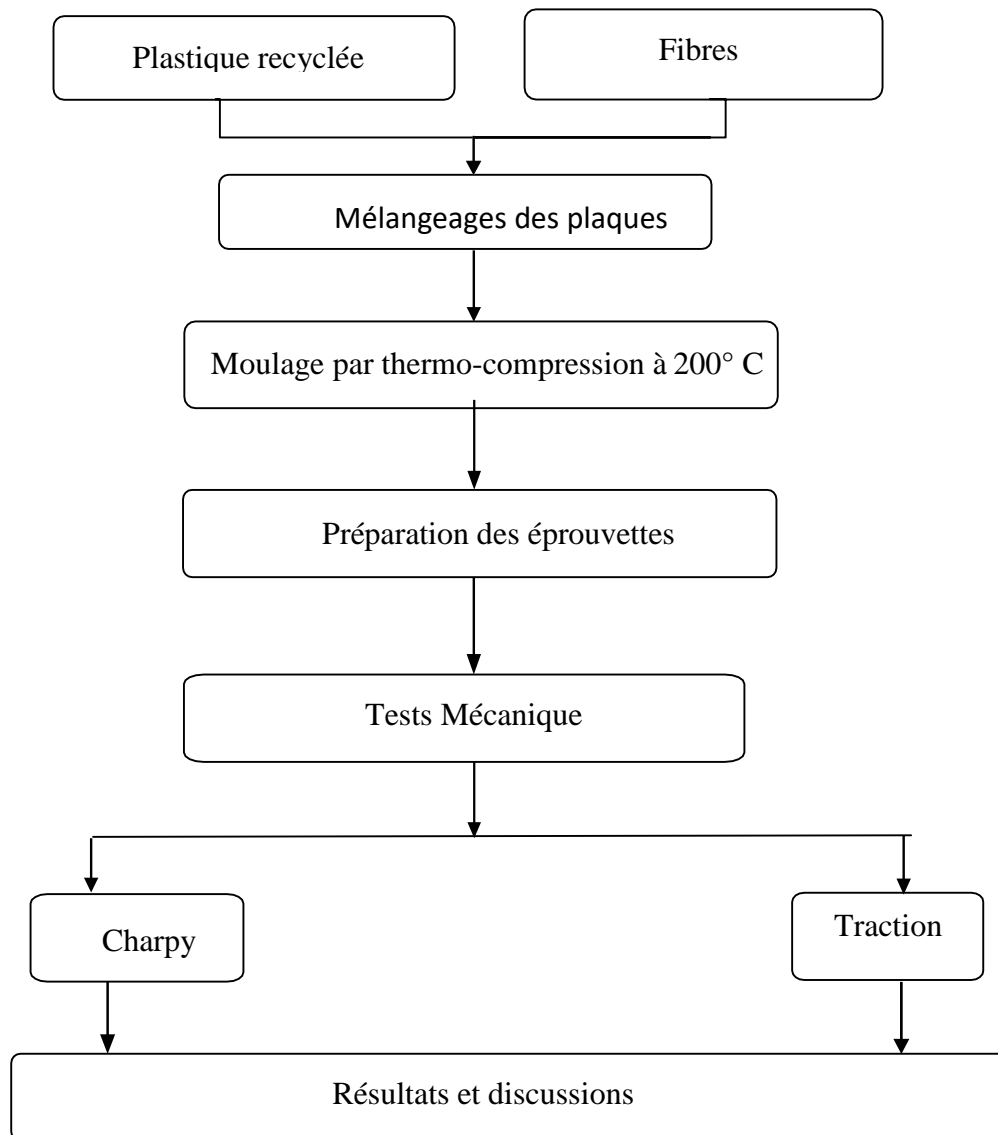 Plastique recyclée
Fibres
Mélangeages des plaques
Moulage par thermo-compression à 200° C
Préparation des éprouvettes
Tests Mécanique
Charpy
Traction
Résultats et discussions